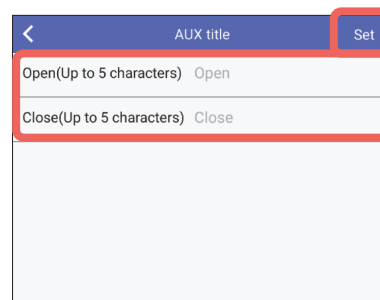 AUX title Set
Open(Up to 5 characters) Open
Close(Up to 5 characters) Close